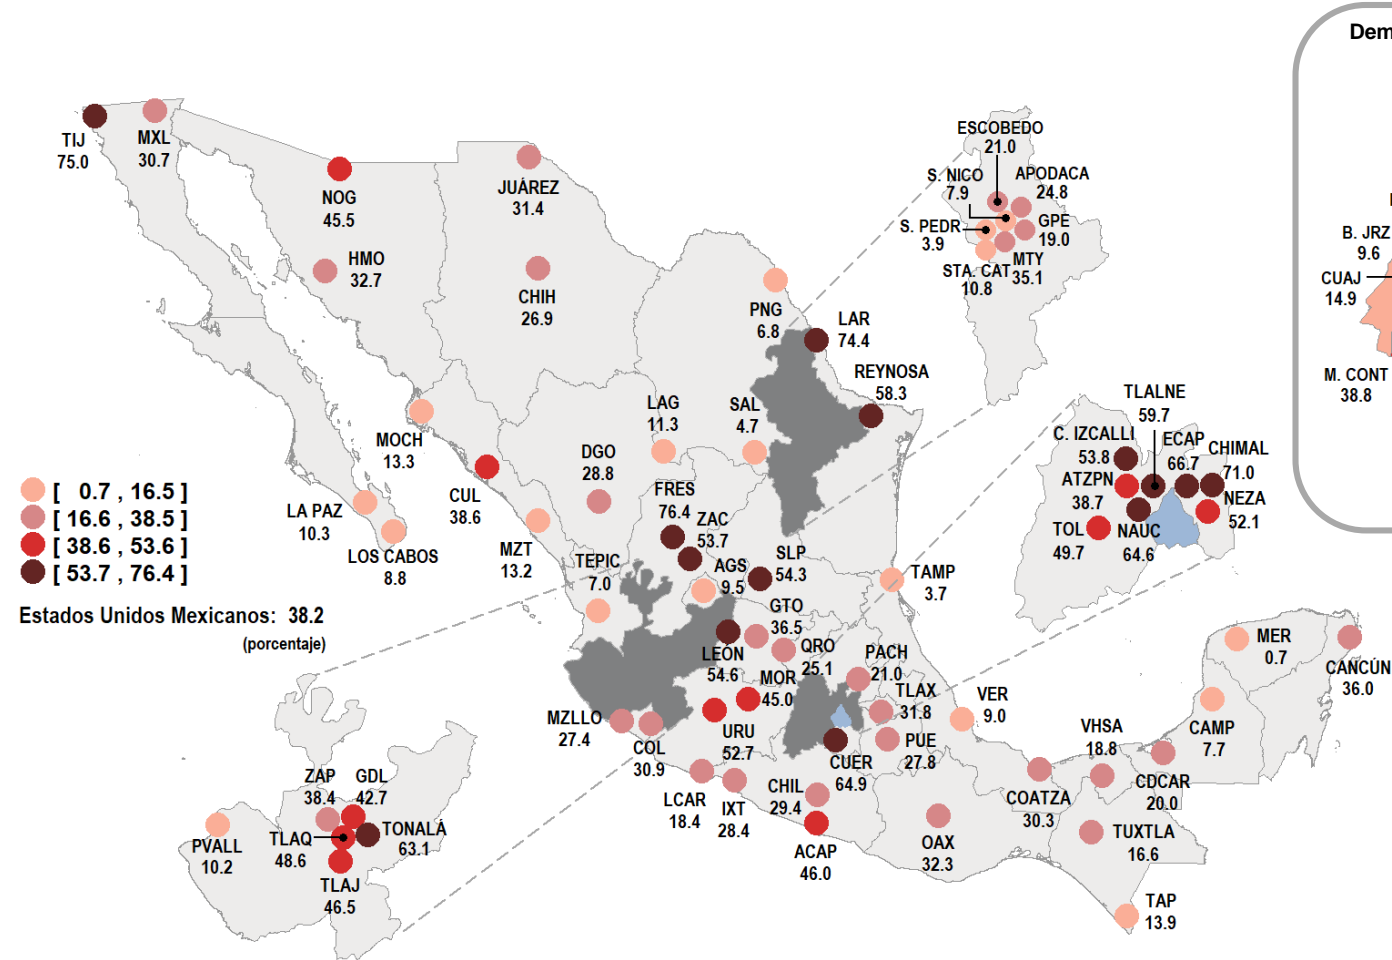 Dem
ESCOBEDO
21.0
S. NICO
7.9
APODACA
24.8
S. PEDR
3.9
GPE
19.0
STA. CAT
10.8
MTY
35.1
TIJ
75.0
MXL
30.7
NOG
45.5
JUÁREZ
31.4
HMO
32.7
CHIH
26.9
B. JRZ
9.6
CUAJ
14.9
M. CONT
38.8
PNG
6.8
LAR
74.4
REYNOSA
58.3
LAG
11.3
SAL
4.7
MOCH
13.3
DGO
28.8
CUL
38.6
FRES
76.4
ZAC
53.7
TLALNE
59.7
C. IZCALLI
53.8
ECAP
66.7
CHIMAL
71.0
ATZPN
38.7
NEZA
52.1
TOL
49.7
NAUC
64.6
[ 0.7 , 16.5 ]
[ 16.6 , 38.5 ]
[ 38.6 , 53.6 ]
[ 53.7 , 76.4 ]
Estados Unidos Mexicanos: 38.2
(porcentaje)
LA PAZ
10.3
LOS CABOS
8.8
MZT
13.2
TEPIC
7.0
AGS
9.5
SLP
54.3
TAMP
3.7
GTO
36.5
LEÓN
54.6
QRO
25.1
PACH
21.0
MOR
45.0
TLAX
31.8
VER
9.0
MER
0.7
CANCÚN
36.0
MZLLO
27.4
COL
30.9
URU
52.7
CUER
64.9
PUE
27.8
VHSA
18.8
CAMP
7.7
CDCAR
20.0
COATZA
30.3
LCAR
18.4
IXT
28.4
CHIL
29.4
ACAP
46.0
OAX
32.3
TUXTLA
16.6
TAP
13.9
ZAP
38.4
GDL
42.7
PVALL
10.2
TLAQ
48.6
TONALÁ
63.1
TLAJ
46.5